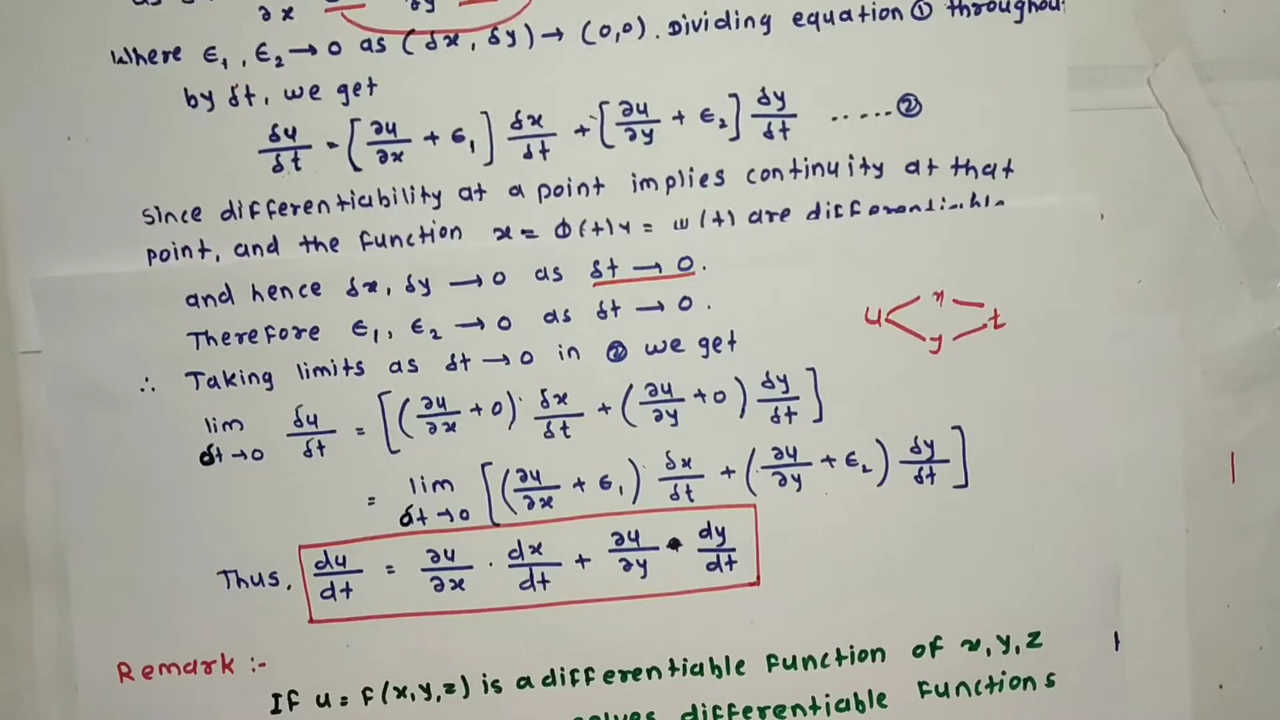 ∂x ∂y
Where ϵ₁, ϵ₂ → 0 as (δx, δy) → (0,0). Dividing equation ①
by δt, we get
δu/δt = [∂u/∂x + ϵ₁] δx/δt + [∂u/∂y + ϵ₂] δy/δt .....②
Since differentiability at a point implies continuity at that
point, and the function x = Φ(t) y = ψ(t) are differentiable
and hence δx, δy → 0 as δt → 0.
Therefore ϵ₁, ϵ₂ → 0 as δt → 0.
u x y t
∴ Taking limits as δt → 0 in ② we get
lim δt→0 δu/δt = [(∂u/∂x + 0) · δx/δt + (∂u/∂y + 0) δy/δt]
= lim δt→0 [(∂u/∂x + ϵ₁) · δx/δt + (∂u/∂y + ϵ₂) δy/δt]
Thus, du/dt = ∂u/∂x · dx/dt + ∂u/∂y · dy/dt
Remark :-
If u = f(x,y,z) is a differentiable function of x,y,z
differentiable functions